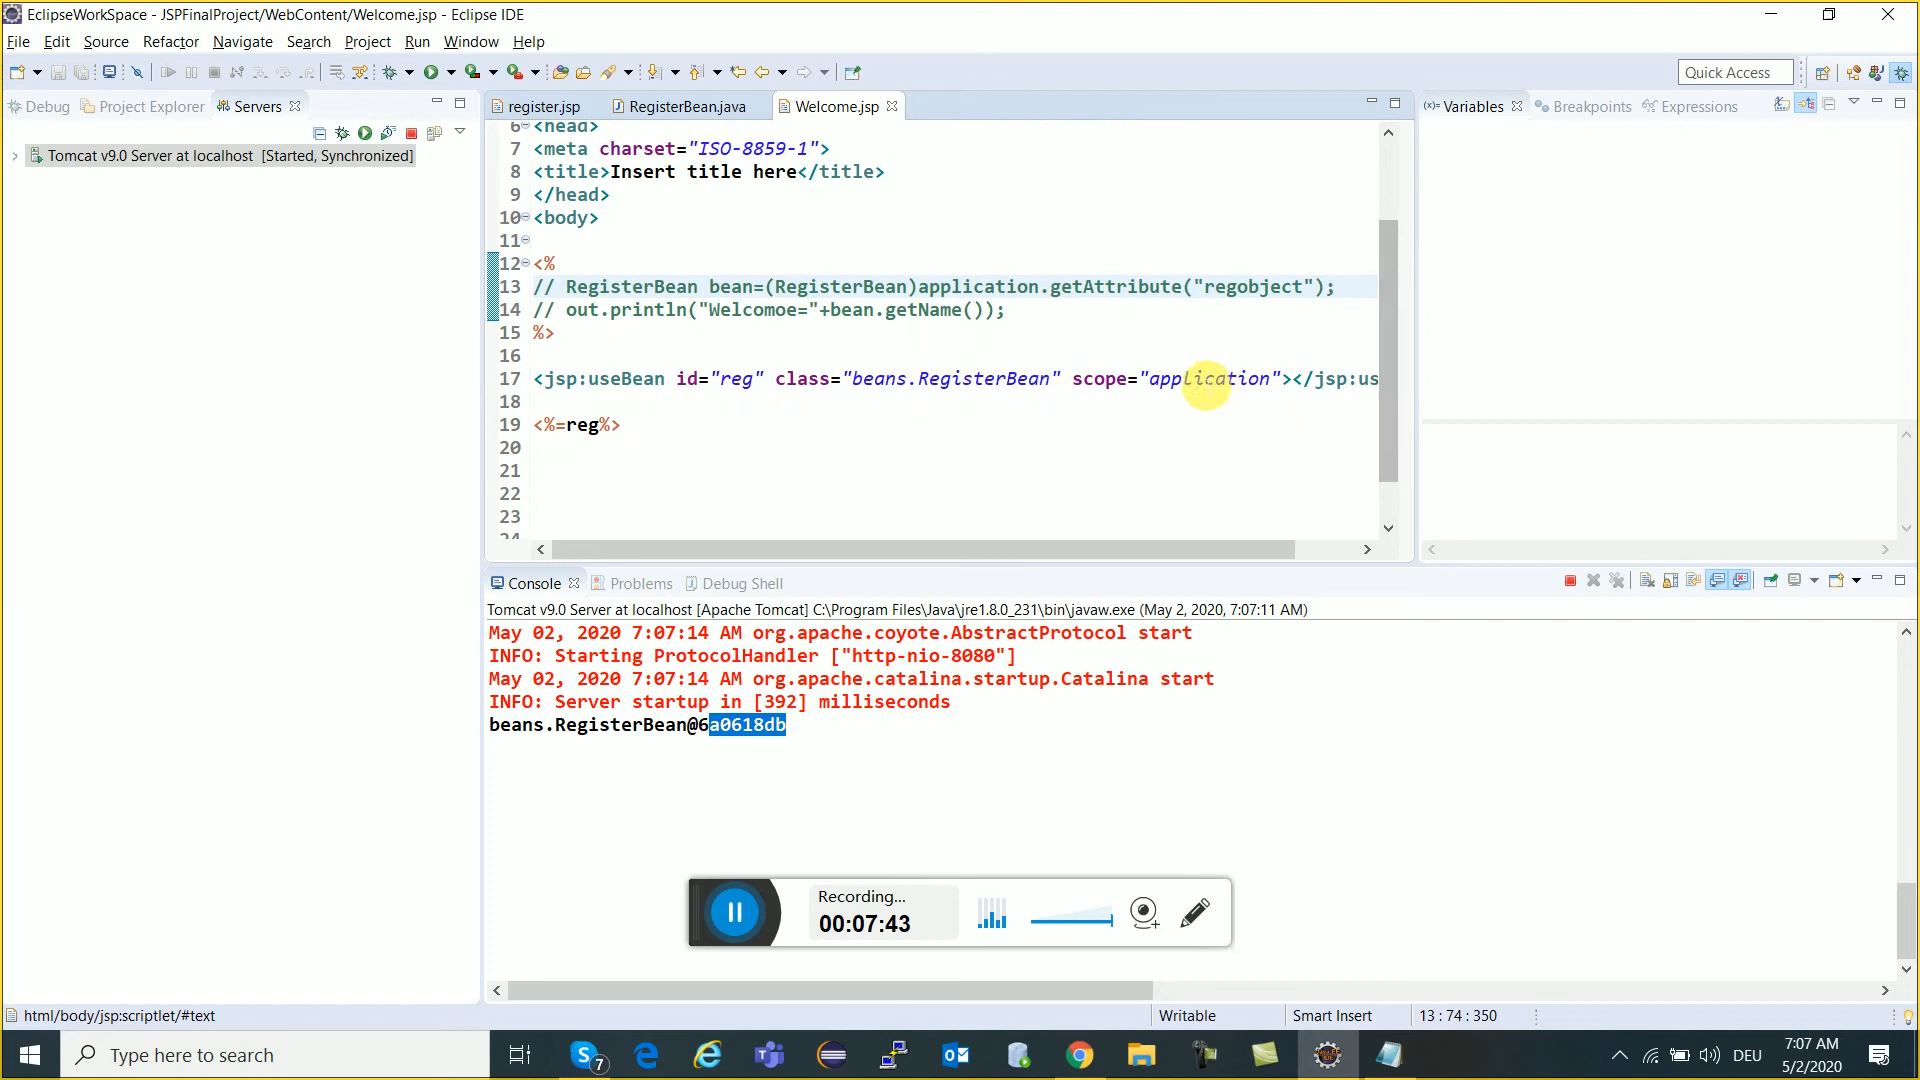 EclipseWorkSpace - JSPFinalProject/WebContent/Welcome.jsp - Eclipse IDE
File Edit Source Refactor Navigate Search Project Run Window Help
Quick Access
Debug Project Explorer Servers
register.jsp RegisterBean.java Welcome.jsp
(x)= Variables Breakpoints Expressions
Tomcat v9.0 Server at localhost [Started, Synchronized]
6 <head>
7 <meta charset="ISO-8859-1">
8 <title>Insert title here</title>
9 </head>
10 <body>
11
12 <%
13 // RegisterBean bean=(RegisterBean)application.getAttribute("regobject");
14 // out.println("Welcomoe="+bean.getName());
15 %>
16
17 <jsp:useBean id="reg" class="beans.RegisterBean" scope="application"></jsp:us
18
19 <%=reg%>
20
21
22
23
24
Console Problems Debug Shell
Tomcat v9.0 Server at localhost [Apache Tomcat] C:\Program Files\Java\jre1.8.0_231\bin\javaw.exe (May 2, 2020, 7:07:11 AM)
May 02, 2020 7:07:14 AM org.apache.coyote.AbstractProtocol start
INFO: Starting ProtocolHandler ["http-nio-8080"]
May 02, 2020 7:07:14 AM org.apache.catalina.startup.Catalina start
INFO: Server startup in [392] milliseconds
beans.RegisterBean@6a0618db
Recording...
00:07:43
html/body/jsp:scriptlet/#text
Writable
Smart Insert
13 : 74 : 350
Type here to search
7
DEU
7:07 AM
5/2/2020